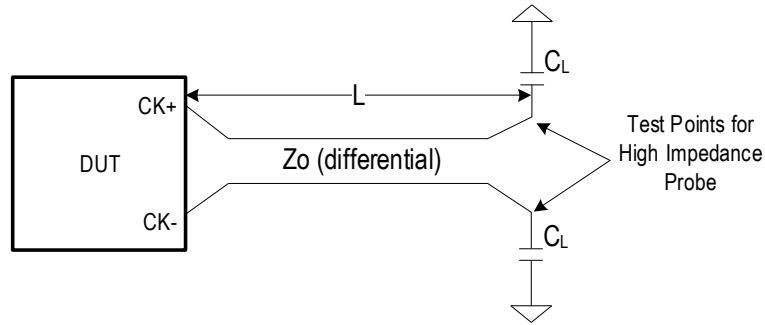 CL
CK+
L
Test Points for
High Impedance
Probe
DUT
Zo (differential)
CK-
CL